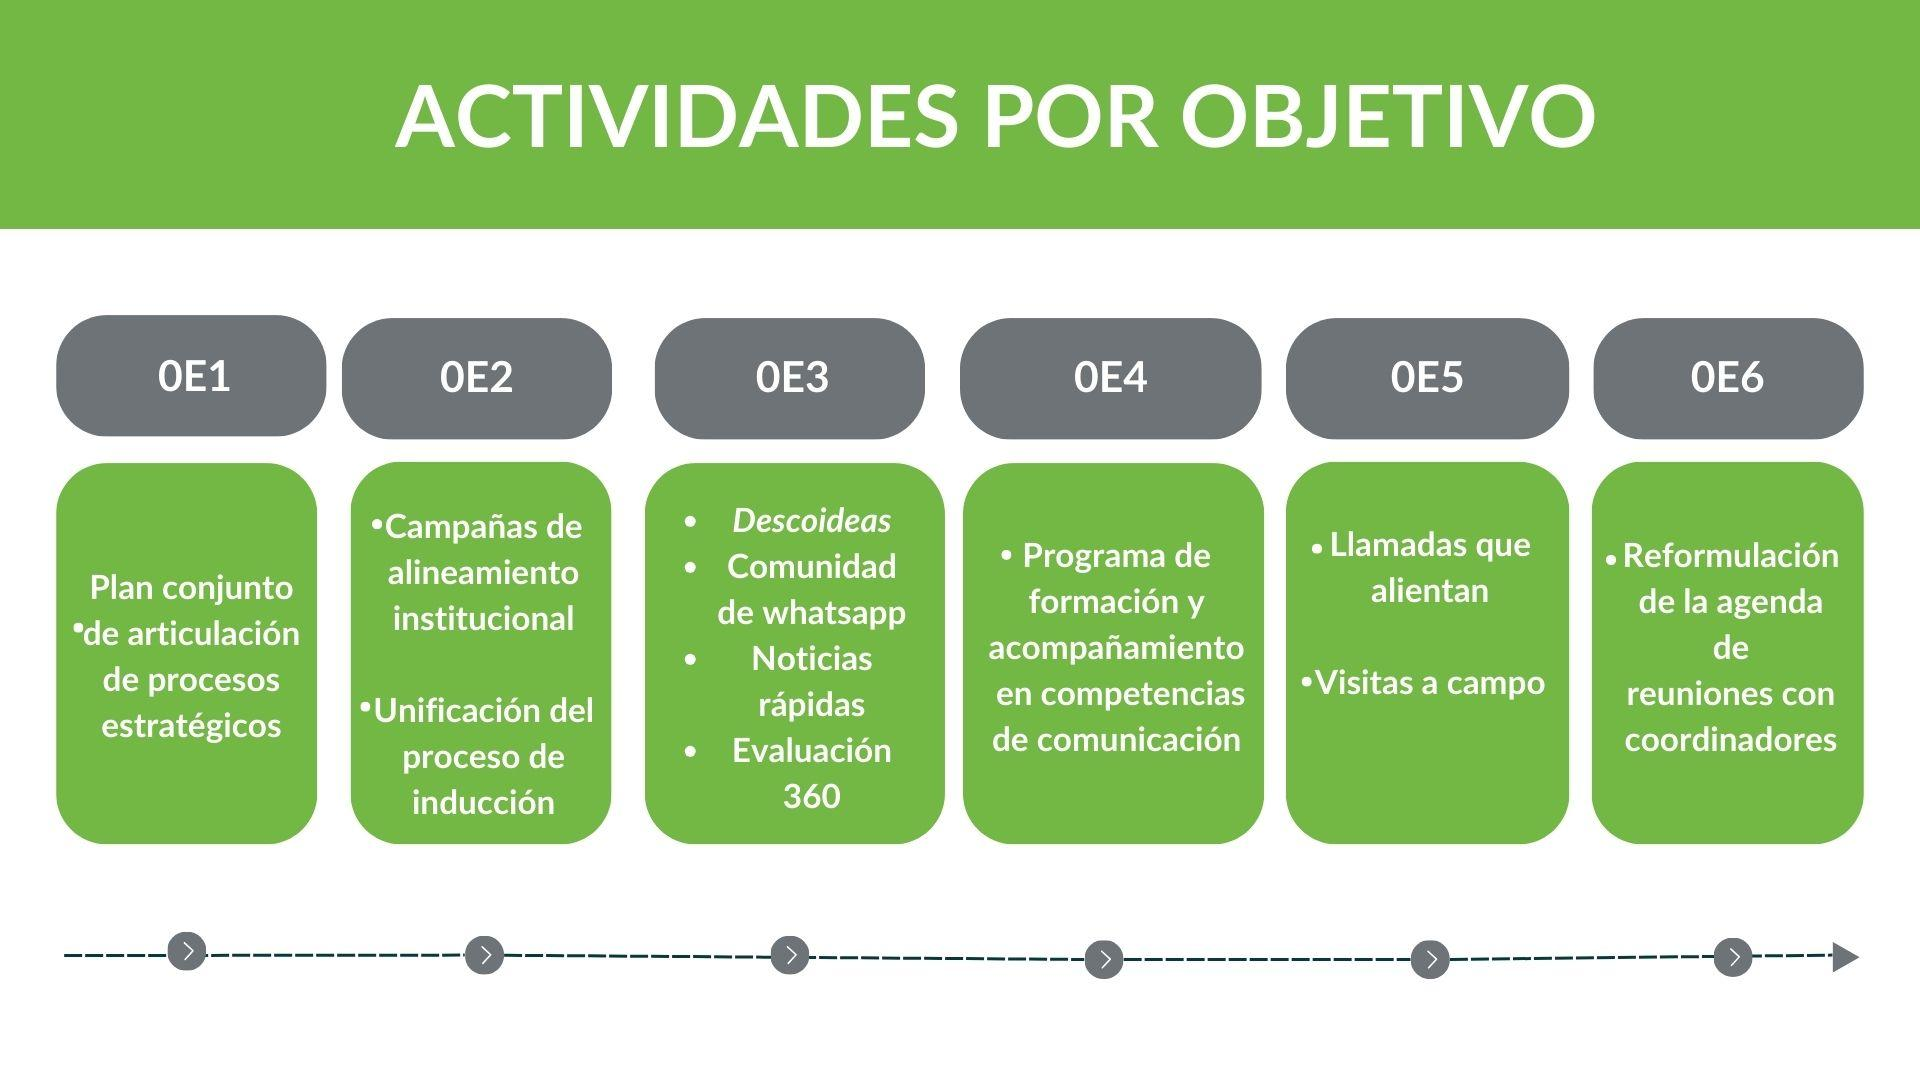 ACTIVIDADES POR OBJETIVO
0E1
0E2
0E3
0E4
0E5
0E6
Plan conjunto
•de articulación
de procesos
estratégicos
•Campañas de
alineamiento
institucional
•Unificación del
proceso de
inducción
• Descoideas
• Comunidad
de whatsapp
• Noticias
rápidas
• Evaluación
360
• Programa de
formación y
acompañamiento
en competencias
de comunicación
• Llamadas que
alientan
•Visitas a campo
• Reformulación
de la agenda
de
reuniones con
coordinadores